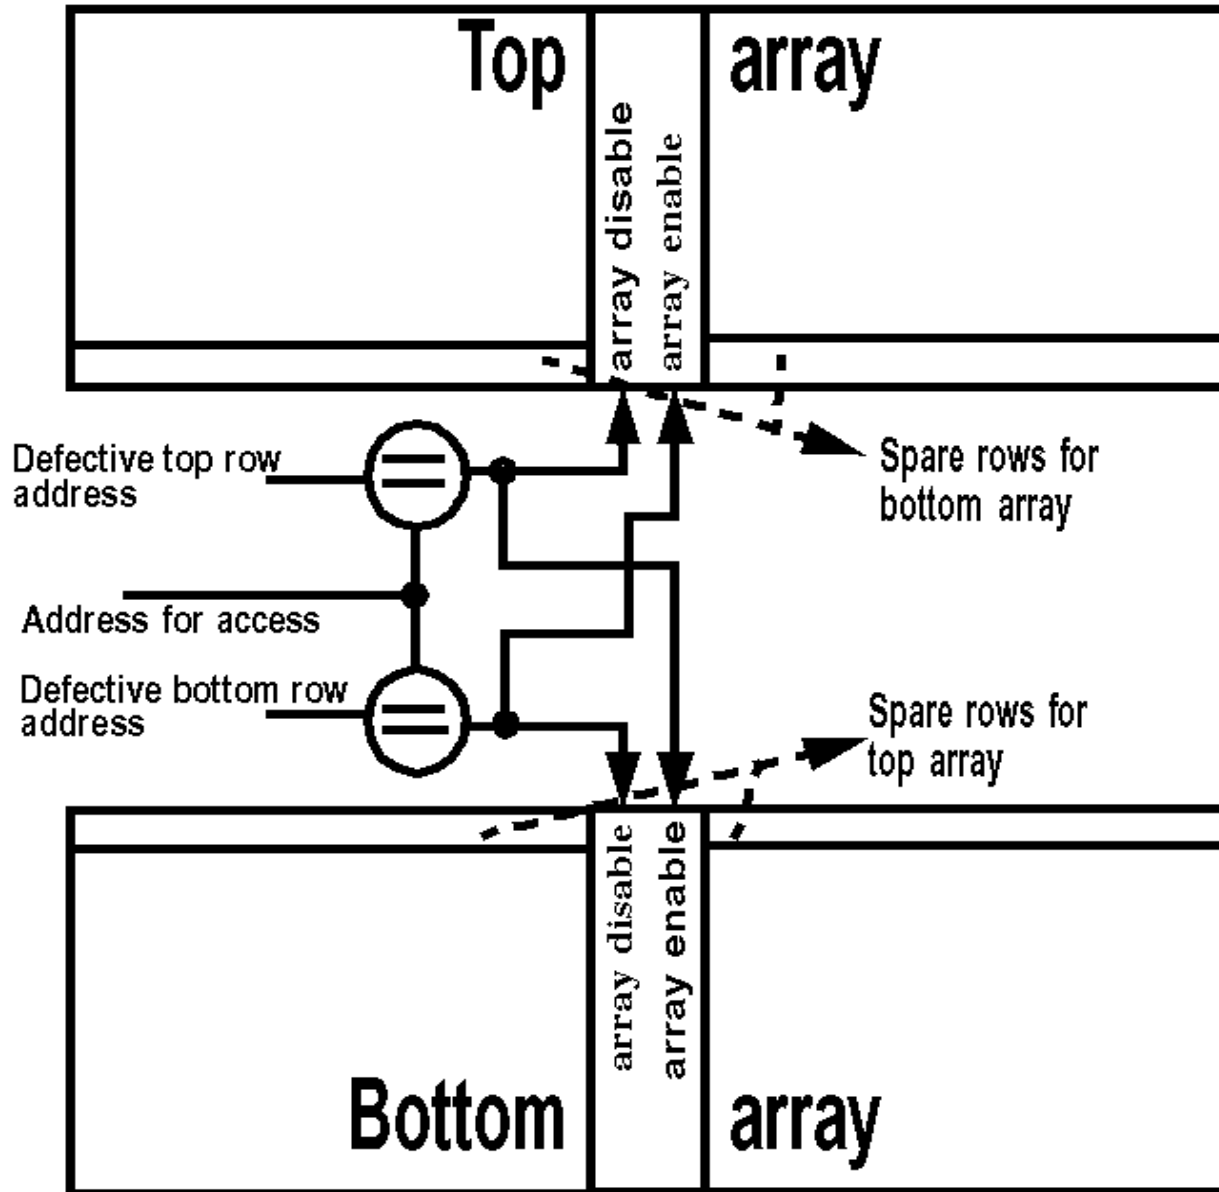 Top array
array disable
array enable
Defective top row
address
Spare rows for
bottom array
Address for access
Defective bottom row
address
Spare rows for
top array
array disable
array enable
Bottom array